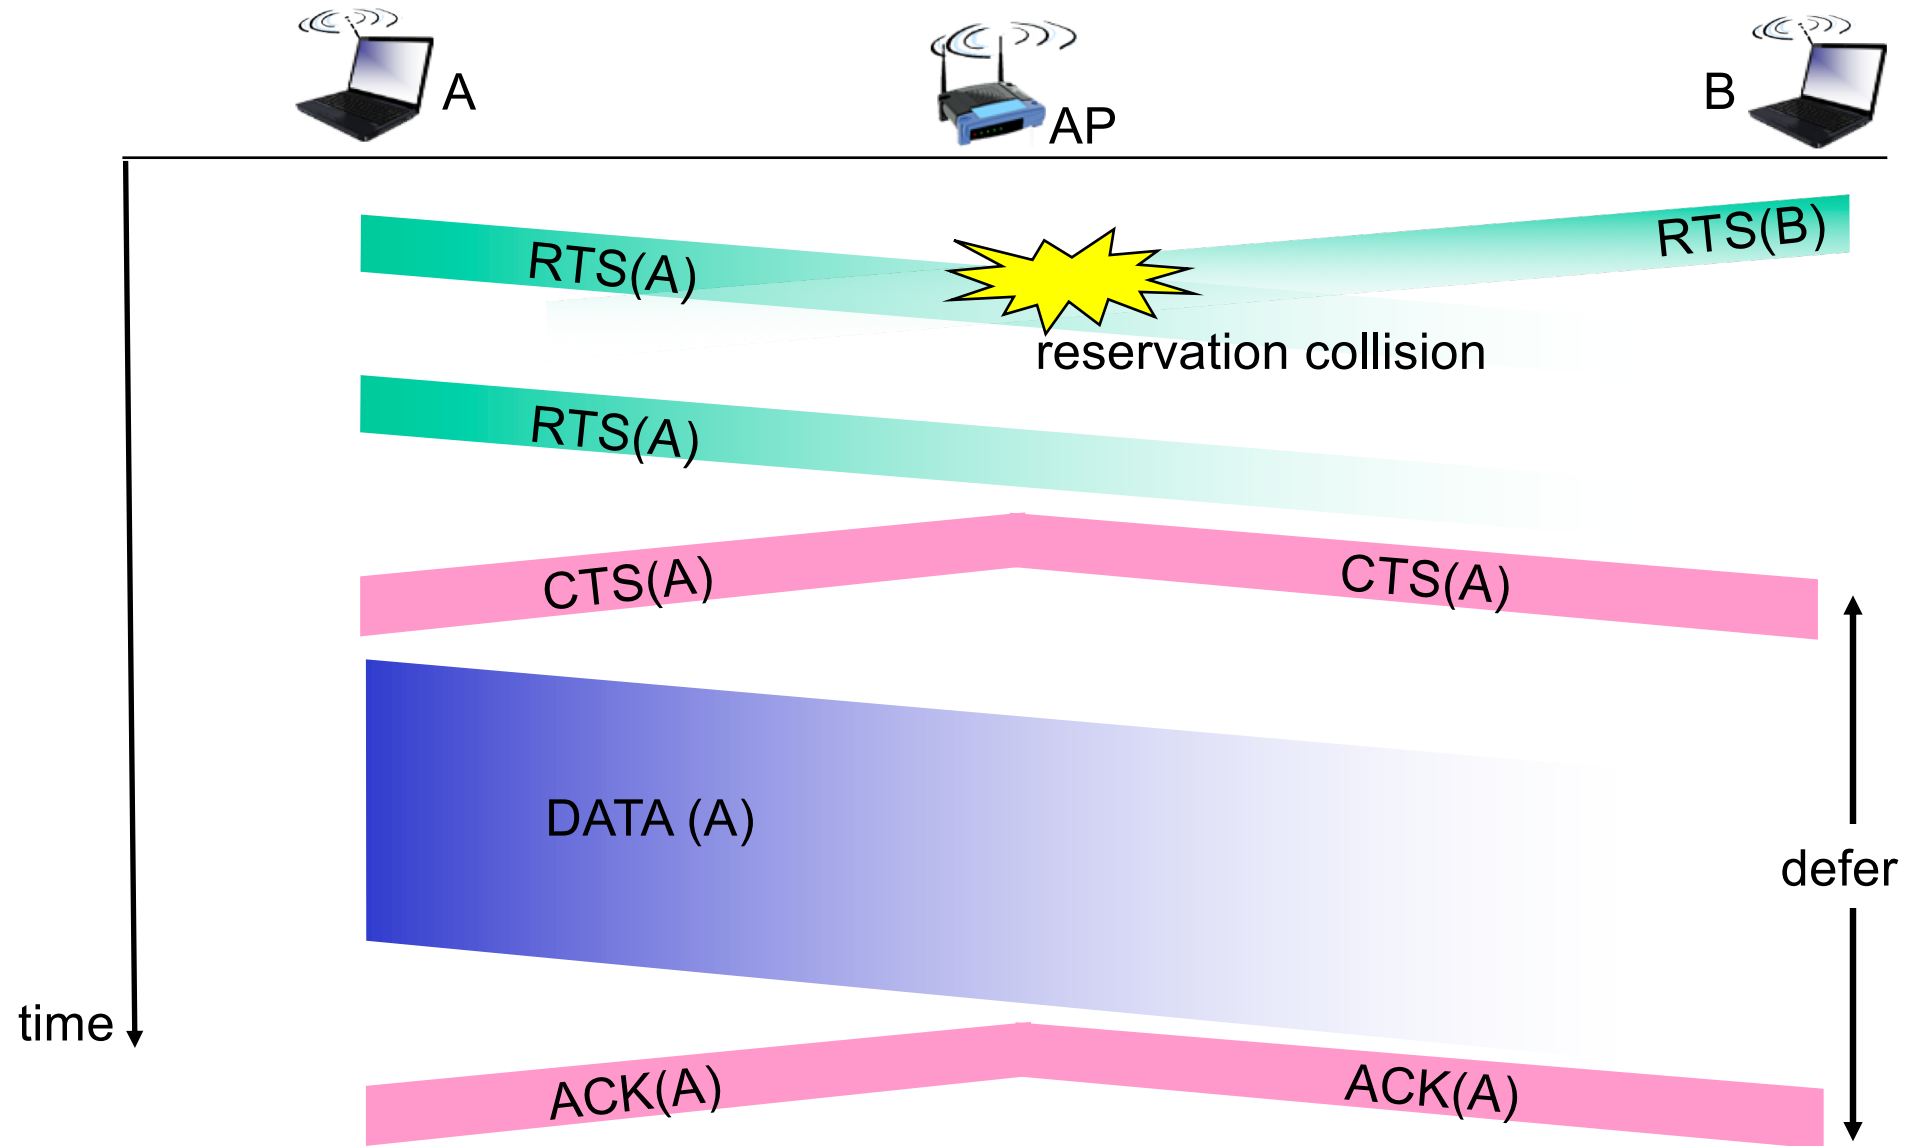 A
AP
B
RTS(A)
RTS(B)
reservation collision
RTS(A)
CTS(A)
CTS(A)
DATA (A)
defer
time
ACK(A)
ACK(A)